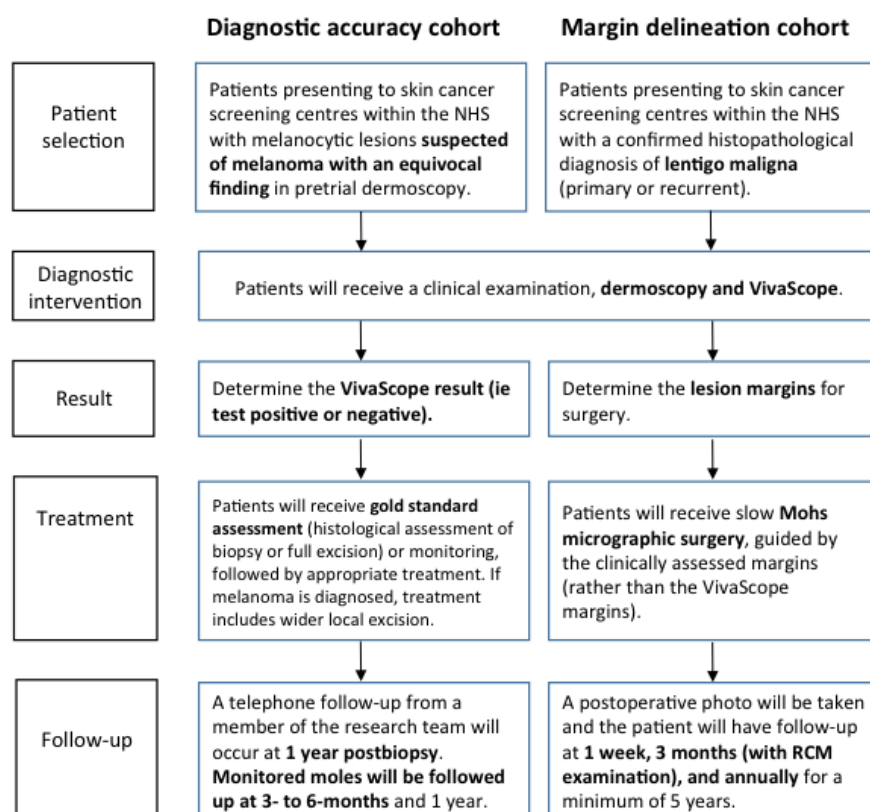 Diagnostic accuracy cohort
Margin delineation cohort
Patient
selection
Patients presenting to skin cancer
screening centres within the NHS
with melanocytic lesions suspected
of melanoma with an equivocal
finding in pretrial dermoscopy.
Patients presenting to skin cancer
screening centres within the NHS
with a confirmed histopathological
diagnosis of lentigo maligna
(primary or recurrent).
Diagnostic
intervention
Patients will receive a clinical examination, dermoscopy and VivaScope.
Result
Determine the VivaScope result (ie
test positive or negative).
Determine the lesion margins for
surgery.
Treatment
Patients will receive gold standard
assessment (histological assessment of
biopsy or full excision) or monitoring,
followed by appropriate treatment. If
melanoma is diagnosed, treatment
includes wider local excision.
Patients will receive slow Mohs
micrographic surgery, guided by
the clinically assessed margins
(rather than the VivaScope
margins).
Follow-up
A telephone follow-up from a
member of the research team will
occur at 1 year postbiopsy.
Monitored moles will be followed
up at 3- to 6-months and 1 year.
A postoperative photo will be taken
and the patient will have follow-up
at 1 week, 3 months (with RCM
examination), and annually for a
minimum of 5 years.